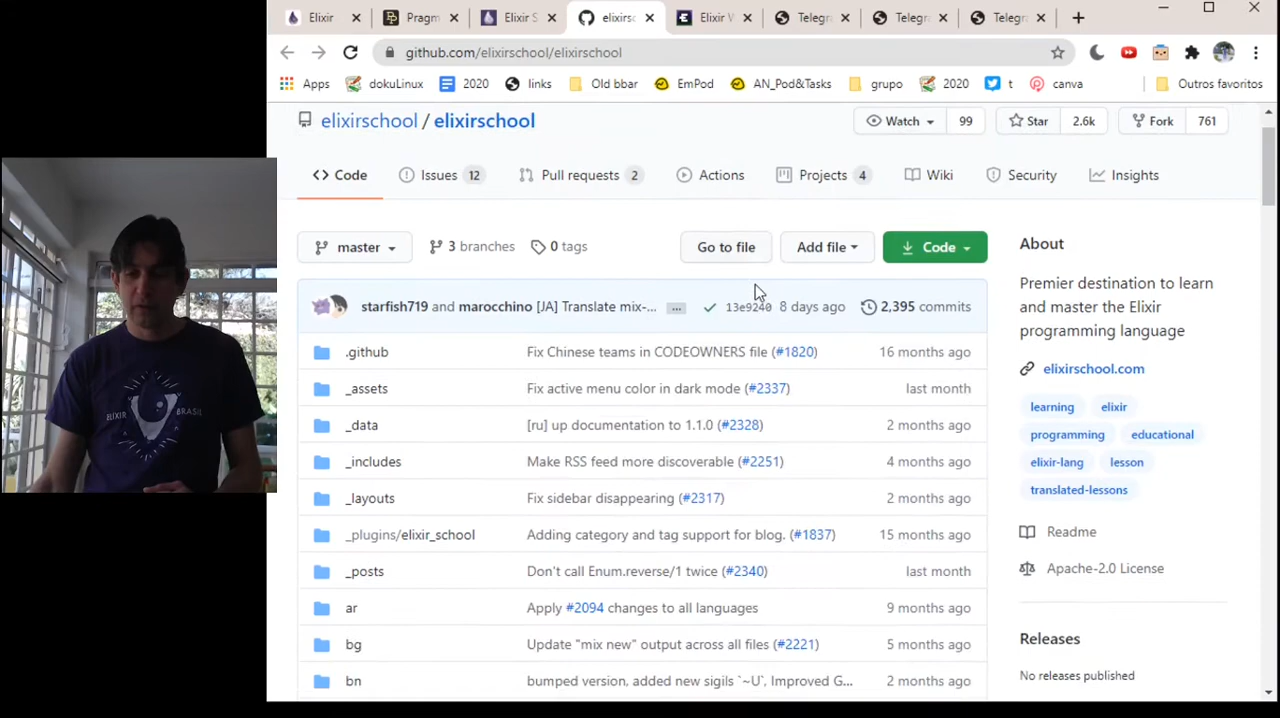 Elixir
Pragm
Elixir S
elixirs
Elixir W
Telegra
Telegr
Telegra
github.com/elixirschool/elixirschool
Apps
dokuLinux
2020
links
Old bbar
EmPod
AN_Pod&Tasks
grupo
2020
t
canva
Outros favoritos
elixirschool / elixirschool
Watch 99
Star 2.6k
Fork 761
Code
Issues 12
Pull requests 2
Actions
Projects 4
Wiki
Security
Insights
master
3 branches
0 tags
Go to file
Add file
Code
starfish719 and marocchino [JA] Translate mix-... ... 13e9240 8 days ago 2,395 commits
.github Fix Chinese teams in CODEOWNERS file (#1820) 16 months ago
_assets Fix active menu color in dark mode (#2337) last month
_data [ru] up documentation to 1.1.0 (#2328) 2 months ago
_includes Make RSS feed more discoverable (#2251) 4 months ago
_layouts Fix sidebar disappearing (#2317) 2 months ago
_plugins/elixir_school Adding category and tag support for blog. (#1837) 15 months ago
_posts Don't call Enum.reverse/1 twice (#2340) last month
ar Apply #2094 changes to all languages 9 months ago
bg Update "mix new" output across all files (#2221) 5 months ago
bn bumped version, added new sigils `~U`, Improved G... 2 months ago
About
Premier destination to learn
and master the Elixir
programming language
elixirschool.com
learning elixir
programming educational
elixir-lang lesson
translated-lessons
Readme
Apache-2.0 License
Releases
No releases published
ELIXIR BRASIL